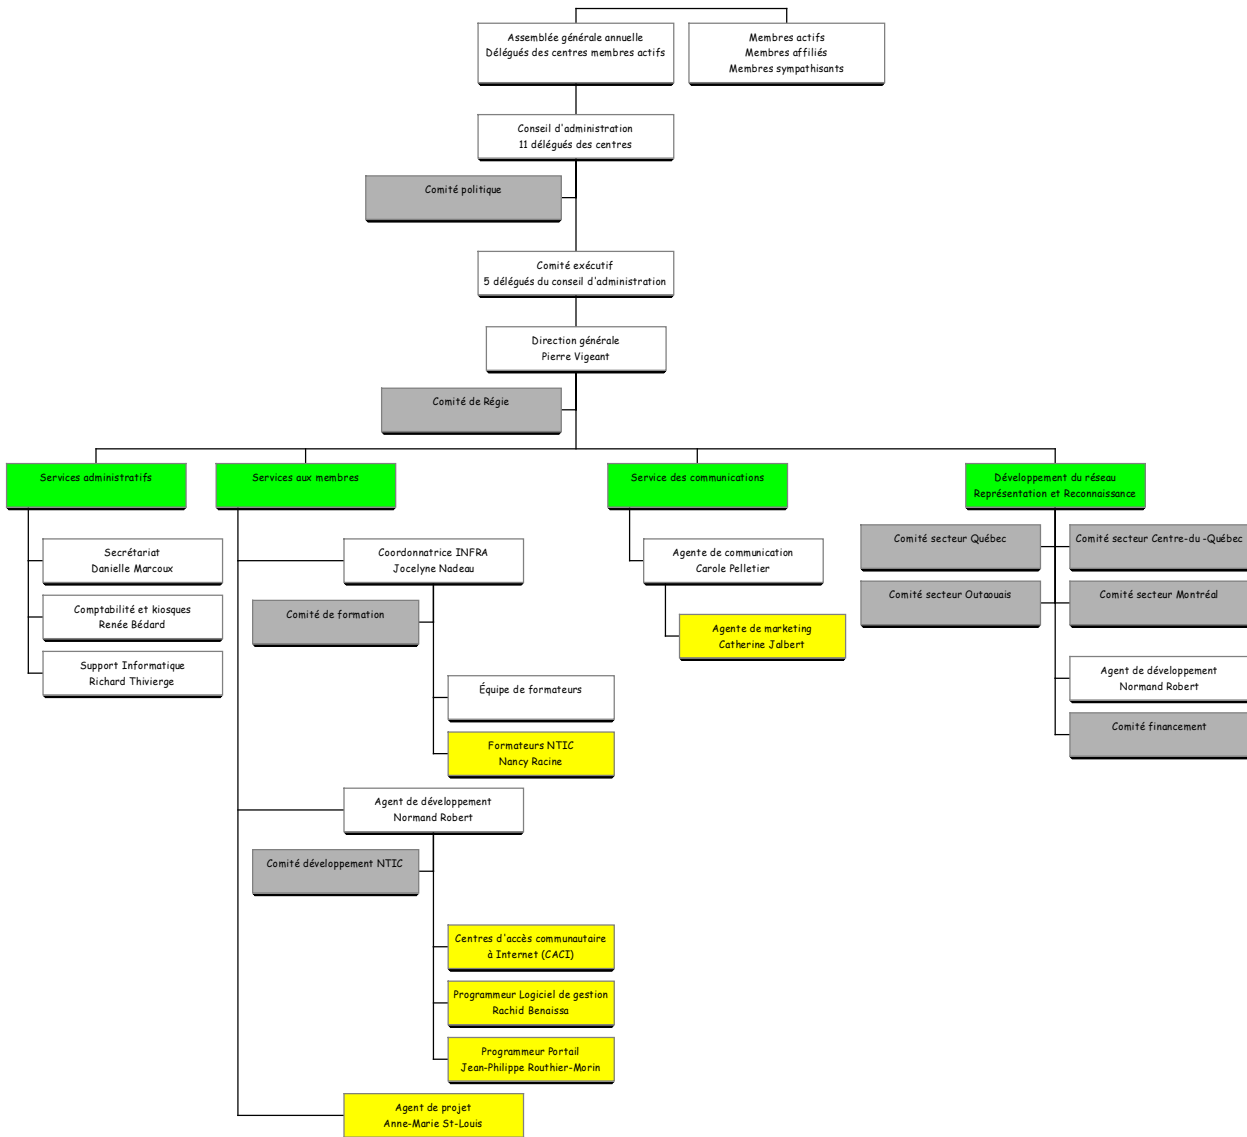 Assemblée générale annuelle
Délégués des centres membres actifs
Membres actifs
Membres affiliés
Membres sympathisants
Conseil d'administration
11 délégués des centres
Comité politique
Comité exécutif
5 délégués du conseil d'administration
Direction générale
Pierre Vigeant
Comité de Régie
Services administratifs
Services aux membres
Service des communications
Développement du réseau
Représentation et Reconnaissance
Secrétariat
Danielle Marcoux
Comptabilité et kiosques
Renée Bédard
Support Informatique
Richard Thivierge
Coordonnatrice INFRA
Jocelyne Nadeau
Comité de formation
Équipe de formateurs
Formateurs NTIC
Nancy Racine
Agent de développement
Normand Robert
Comité développement NTIC
Centres d'accès communautaire
à Internet (CACI)
Programmeur Logiciel de gestion
Rachid Benaissa
Programmeur Portail
Jean-Philippe Routhier-Morin
Agent de projet
Anne-Marie St-Louis
Agente de communication
Carole Pelletier
Agente de marketing
Catherine Jalbert
Comité secteur Québec
Comité secteur Centre-du -Québec
Comité secteur Outaouais
Comité secteur Montréal
Agent de développement
Normand Robert
Comité financement